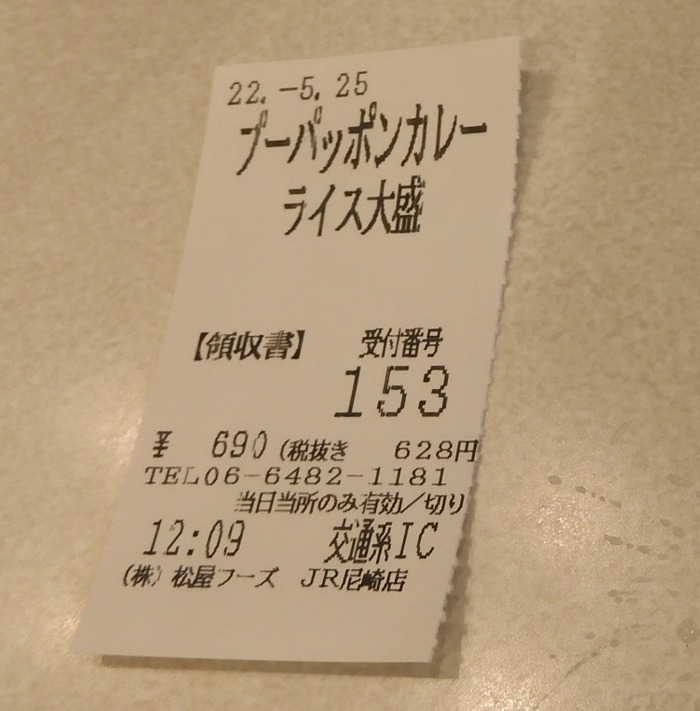 22.-5.25
プーパッポンカレー
ライス大盛
【領収書】 受付番号
153
¥ 690 (税抜き 628円
TEL06-6482-1181
当日当所のみ有効/切り
12:09 交通系IC
(株)松屋フーズ JR尼崎店